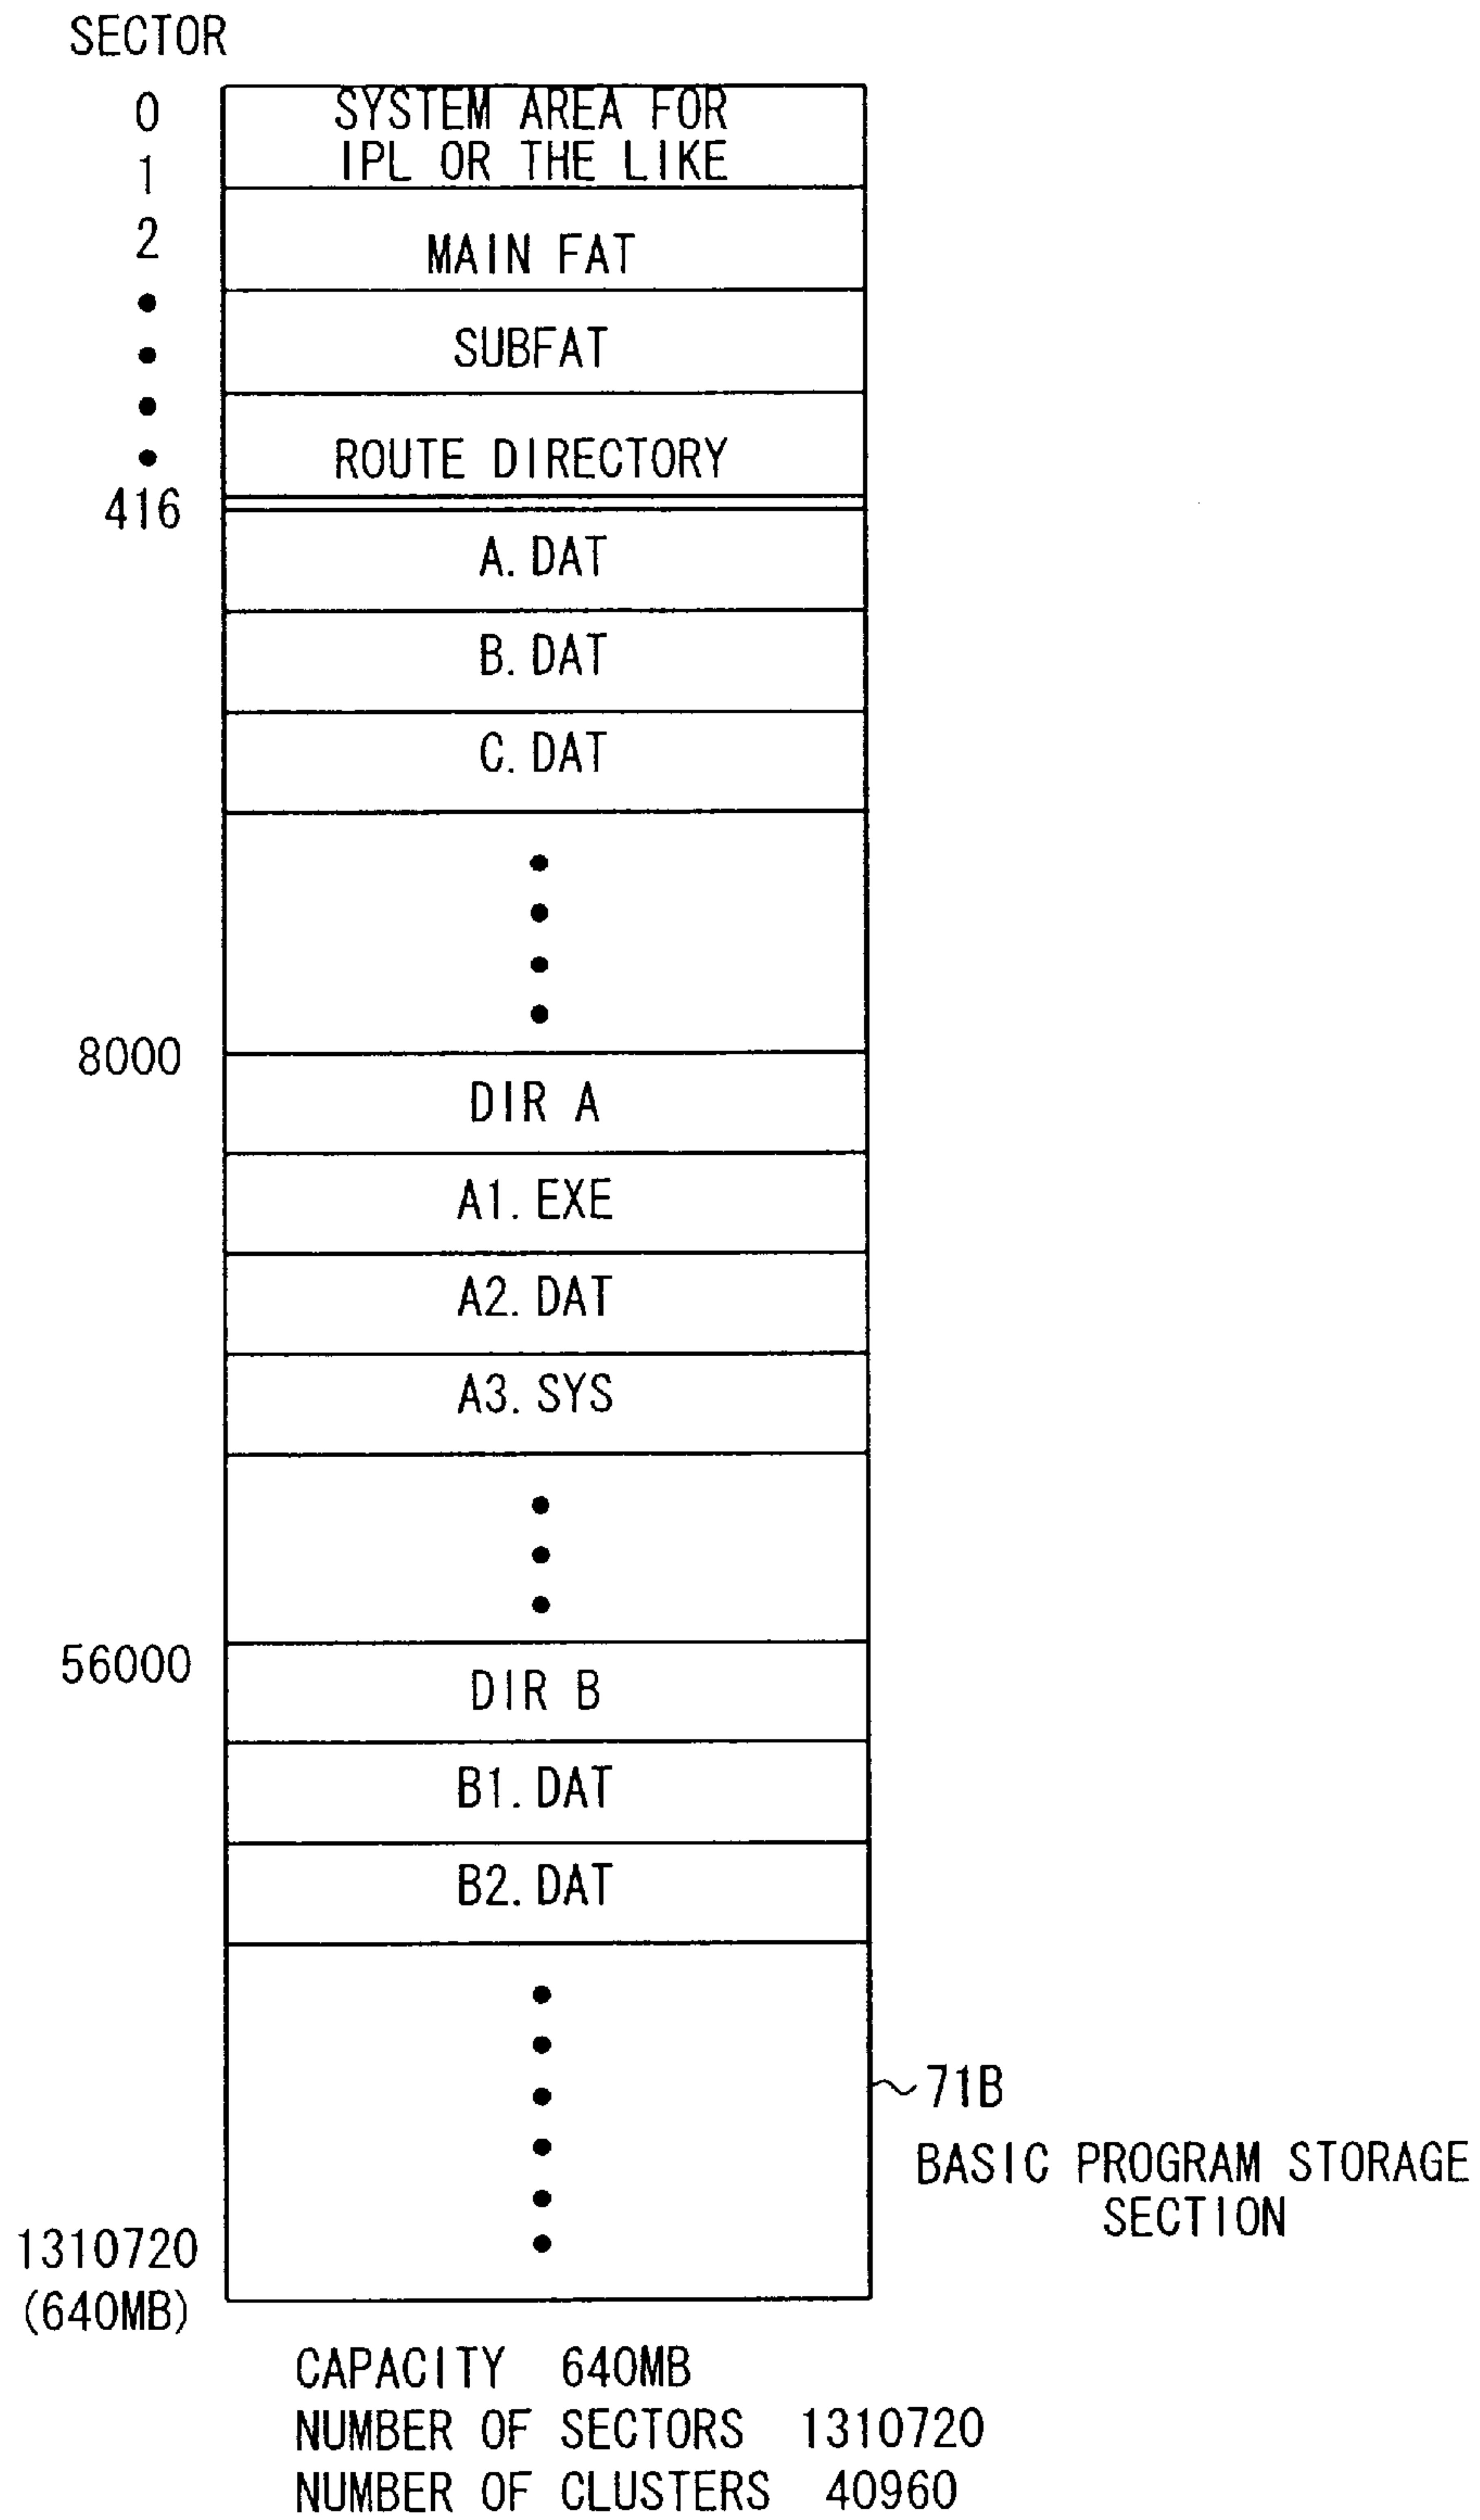 SECTOR
0
SYSTEM AREA FOR
1
IPL OR THE LIKE
2
MAIN FAT
SUBFAT
ROUTE DIRECTORY
416
A. DAT
B. DAT
C. DAT
8000
DIR A
A1. EXE
A2. DAT
A3. SYS
56000
DIR B
B1. DAT
B2. DAT
71B
BASIC PROGRAM STORAGE
SECTION
1310720
(640MB)
CAPACITY 640MB
NUMBER OF SECTORS 1310720
NUMBER OF CLUSTERS 40960